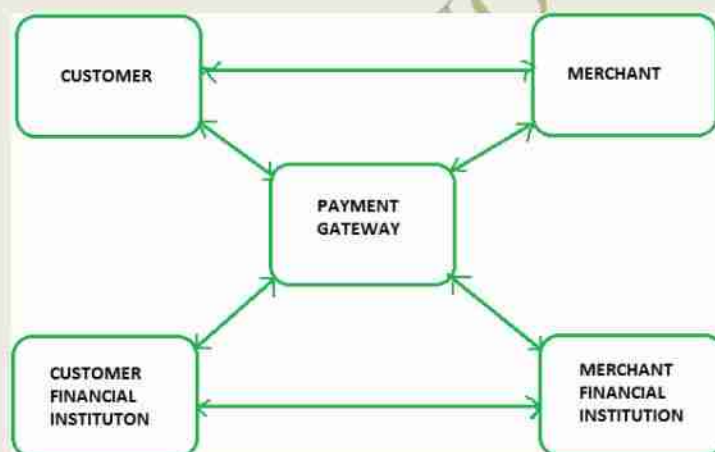 CUSTOMER
MERCHANT
PAYMENT
GATEWAY
CUSTOMER
FINANCIAL
INSTITUTON
MERCHANT
FINANCIAL
INSTITUTION